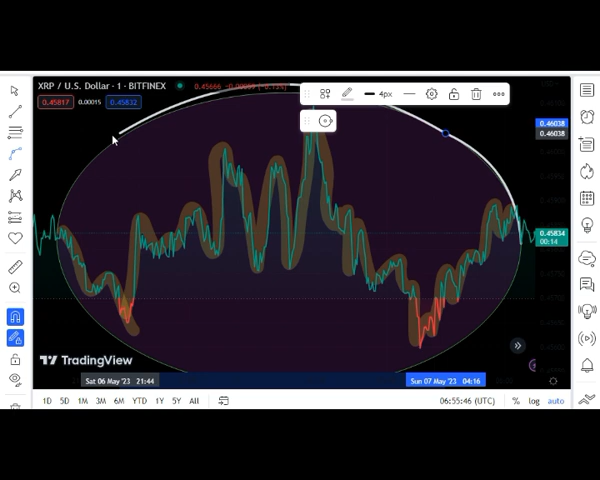 XRP / U.S. Dollar · 1 · BITFINEX
4px
0.45817 0.00015 0.45832
0.46038
0.46038
0.45834
00:14
TradingView
Sat 06 May '23 21:44 Sun 07 May '23 04:16
1D 5D 1M 3M 6M YTD 1Y 5Y All 06:55:46 (UTC) % log auto